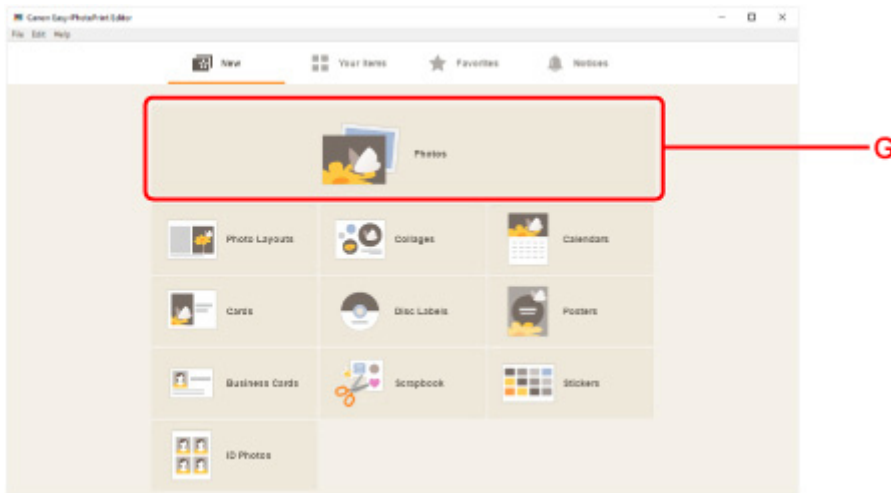 Canon Easy-PhotoPrint Editor
File Edit Help
New Your Items Favorites Notices
Photos
G
Photo Layouts Collages Calendars
Cards Disc Labels Posters
Business Cards Scrapbook Stickers
ID Photos